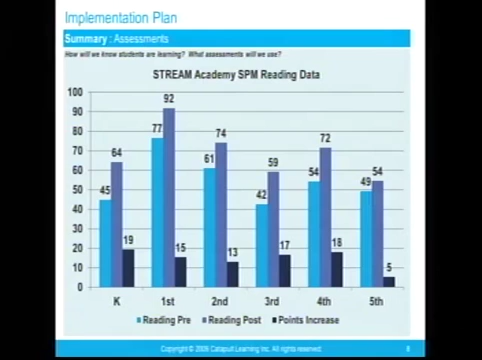 Implementation Plan
Summary : Assessments
How will we know students are learning? What assessments will we use?
STREAM Academy SPM Reading Data
100
90
80
70
60
50
40
30
20
10
0
45 64 19
77 92 15
61 74 13
42 59 17
54 72 18
49 54 5
K 1st 2nd 3rd 4th 5th
Reading Pre Reading Post Points Increase
Copyright © 2009 Catapult Learning Inc. All rights reserved.